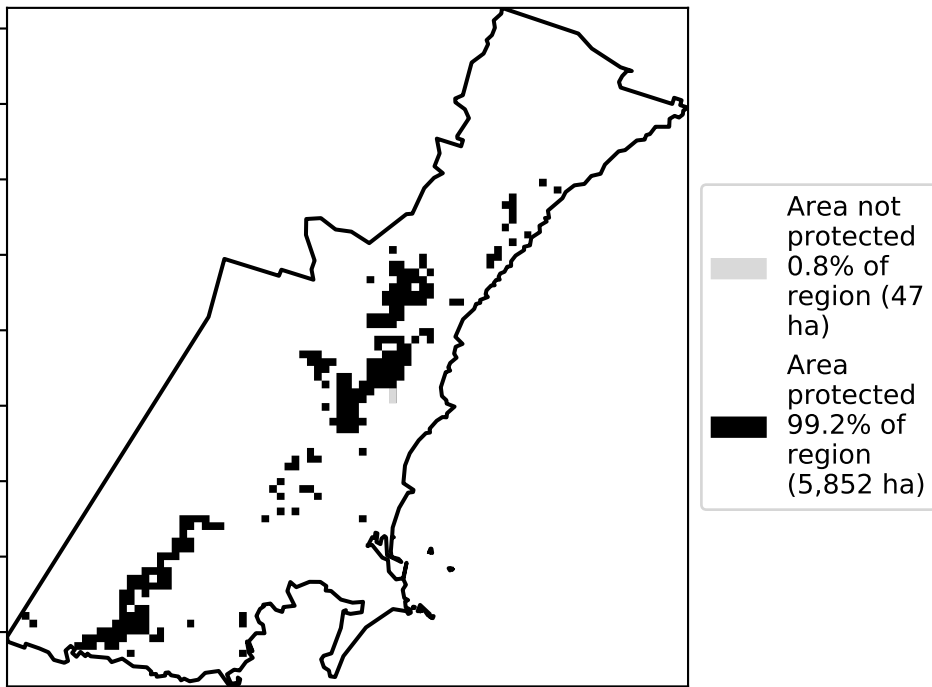 Area not
protected
0.8% of
region (47
ha)
Area
protected
99.2% of
region
(5,852 ha)